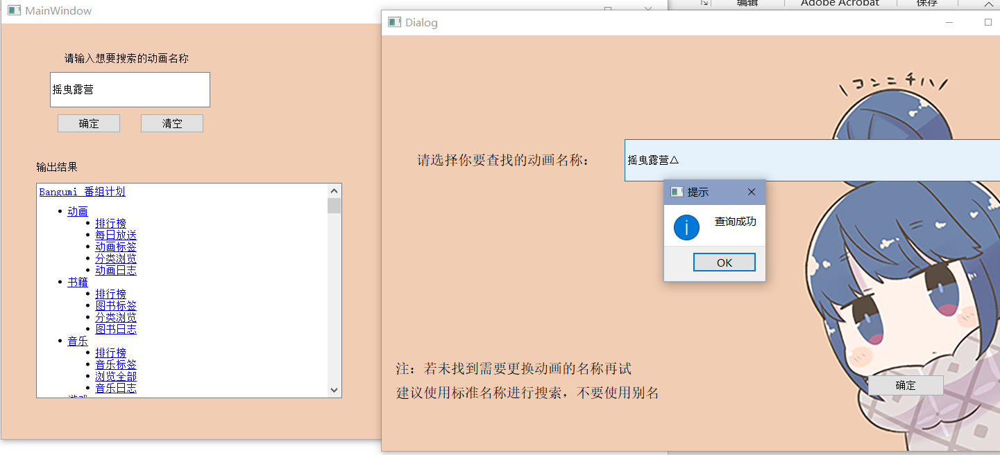 MainWindow
编辑
Adobe Acrobat
保存
请输入想要搜索的动画名称
摇曳露营
确定
清空
输出结果
Bangumi 番组计划
动画
排行榜
每日放送
动画标签
分类浏览
动画日志
书籍
排行榜
图书标签
分类浏览
图书日志
音乐
排行榜
音乐标签
浏览全部
音乐日志
Dialog
コンニチハ
请选择你要查找的动画名称：
摇曳露营△
提示
查询成功
OK
注：若未找到需要更换动画的名称再试
建议使用标准名称进行搜索，不要使用别名
确定